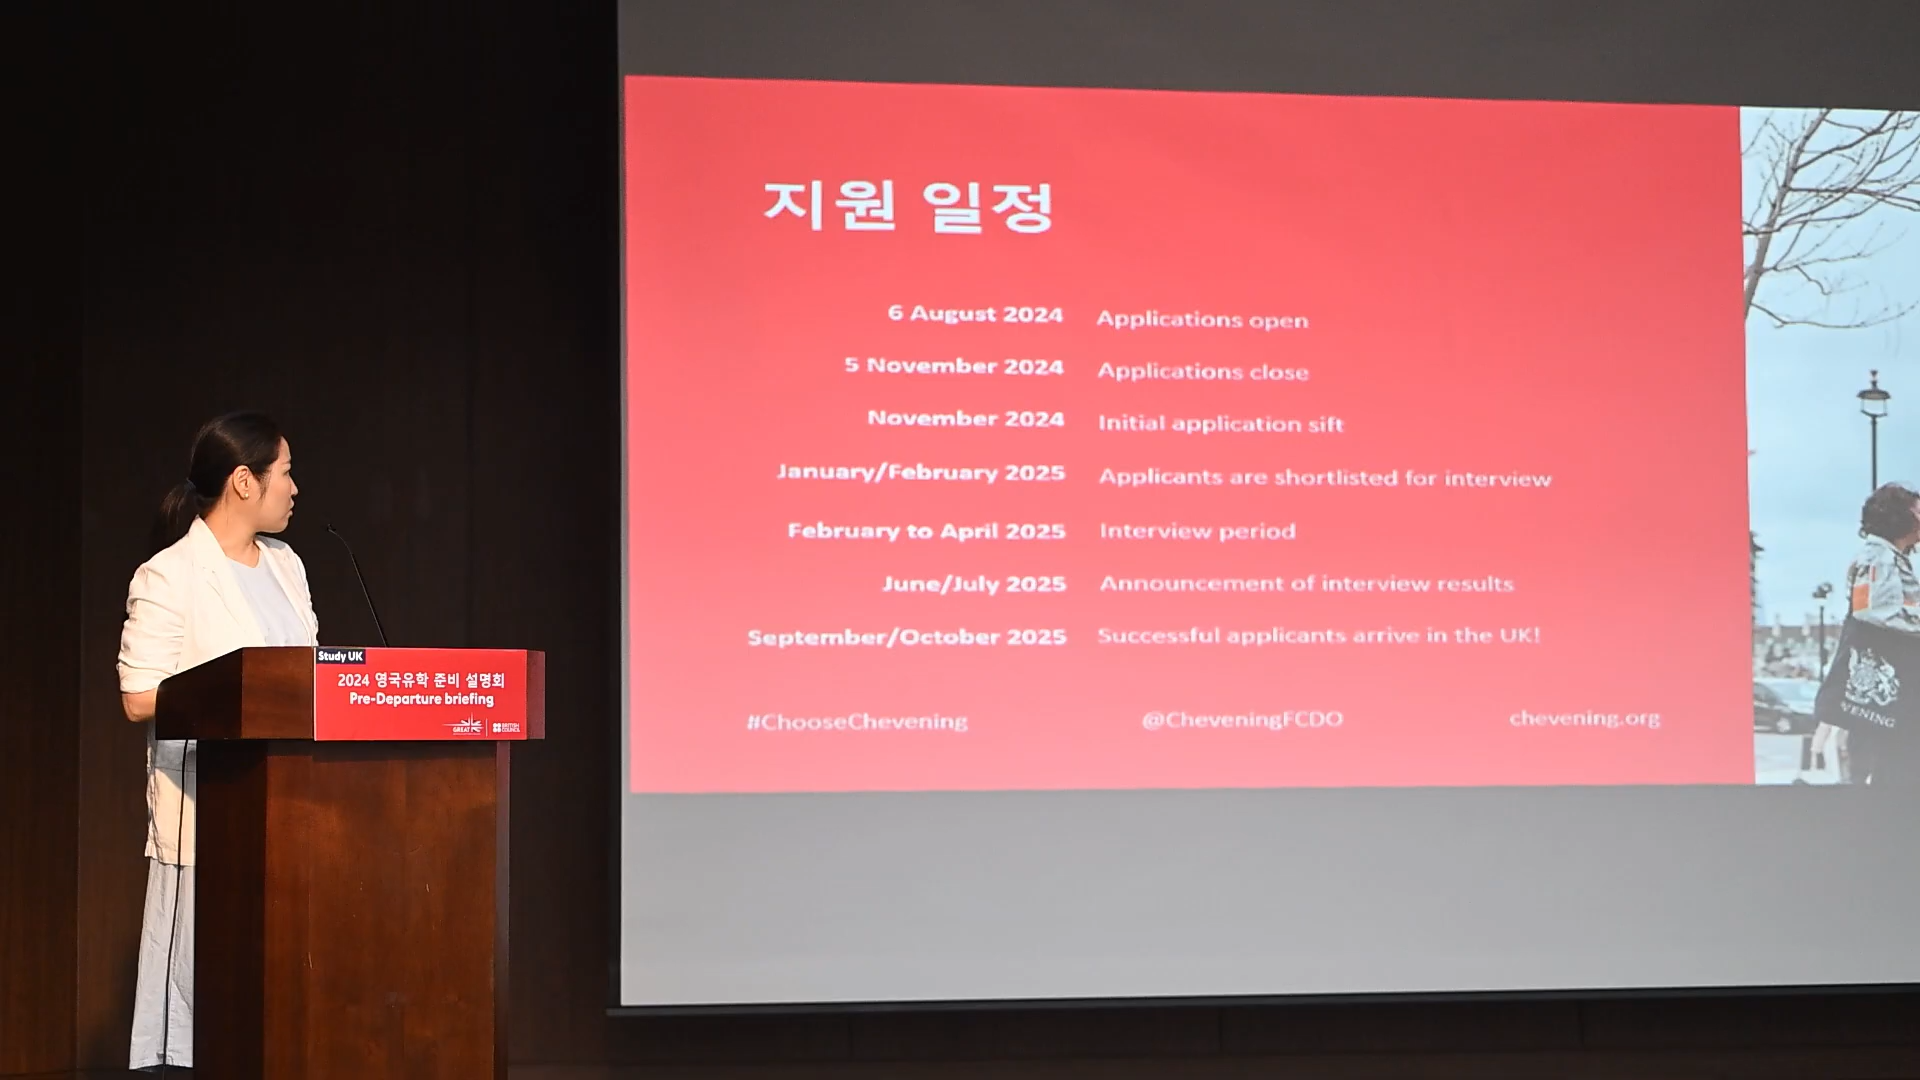 지원 일정
6 August 2024 Applications open
5 November 2024 Applications close
November 2024 Initial application sift
January/February 2025 Applicants are shortlisted for interview
February to April 2025 Interview period
June/July 2025 Announcement of interview results
September/October 2025 Successful applicants arrive in the UK!
#ChooseChevening @CheveningFCDO chevening.org
VENING
Study UK
2024 영국유학 준비 설명회
Pre-Departure briefing
GREAT
BRITISH
COUNCIL